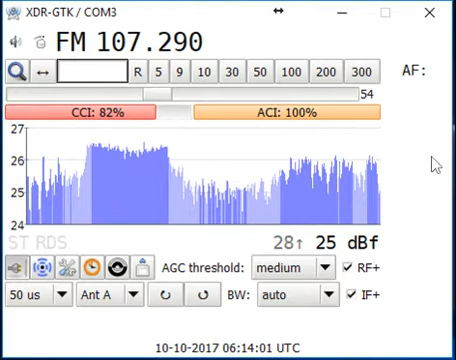 XDR-GTK / COM3
FM 107.290
R 5 9 10 30 50 100 200 300 AF:
54
CCI: 82% ACI: 100%
27
26
25
24
ST RDS 28↑ 25 dBf
AGC threshold: medium RF+
50 us Ant A BW: auto IF+
10-10-2017 06:14:01 UTC